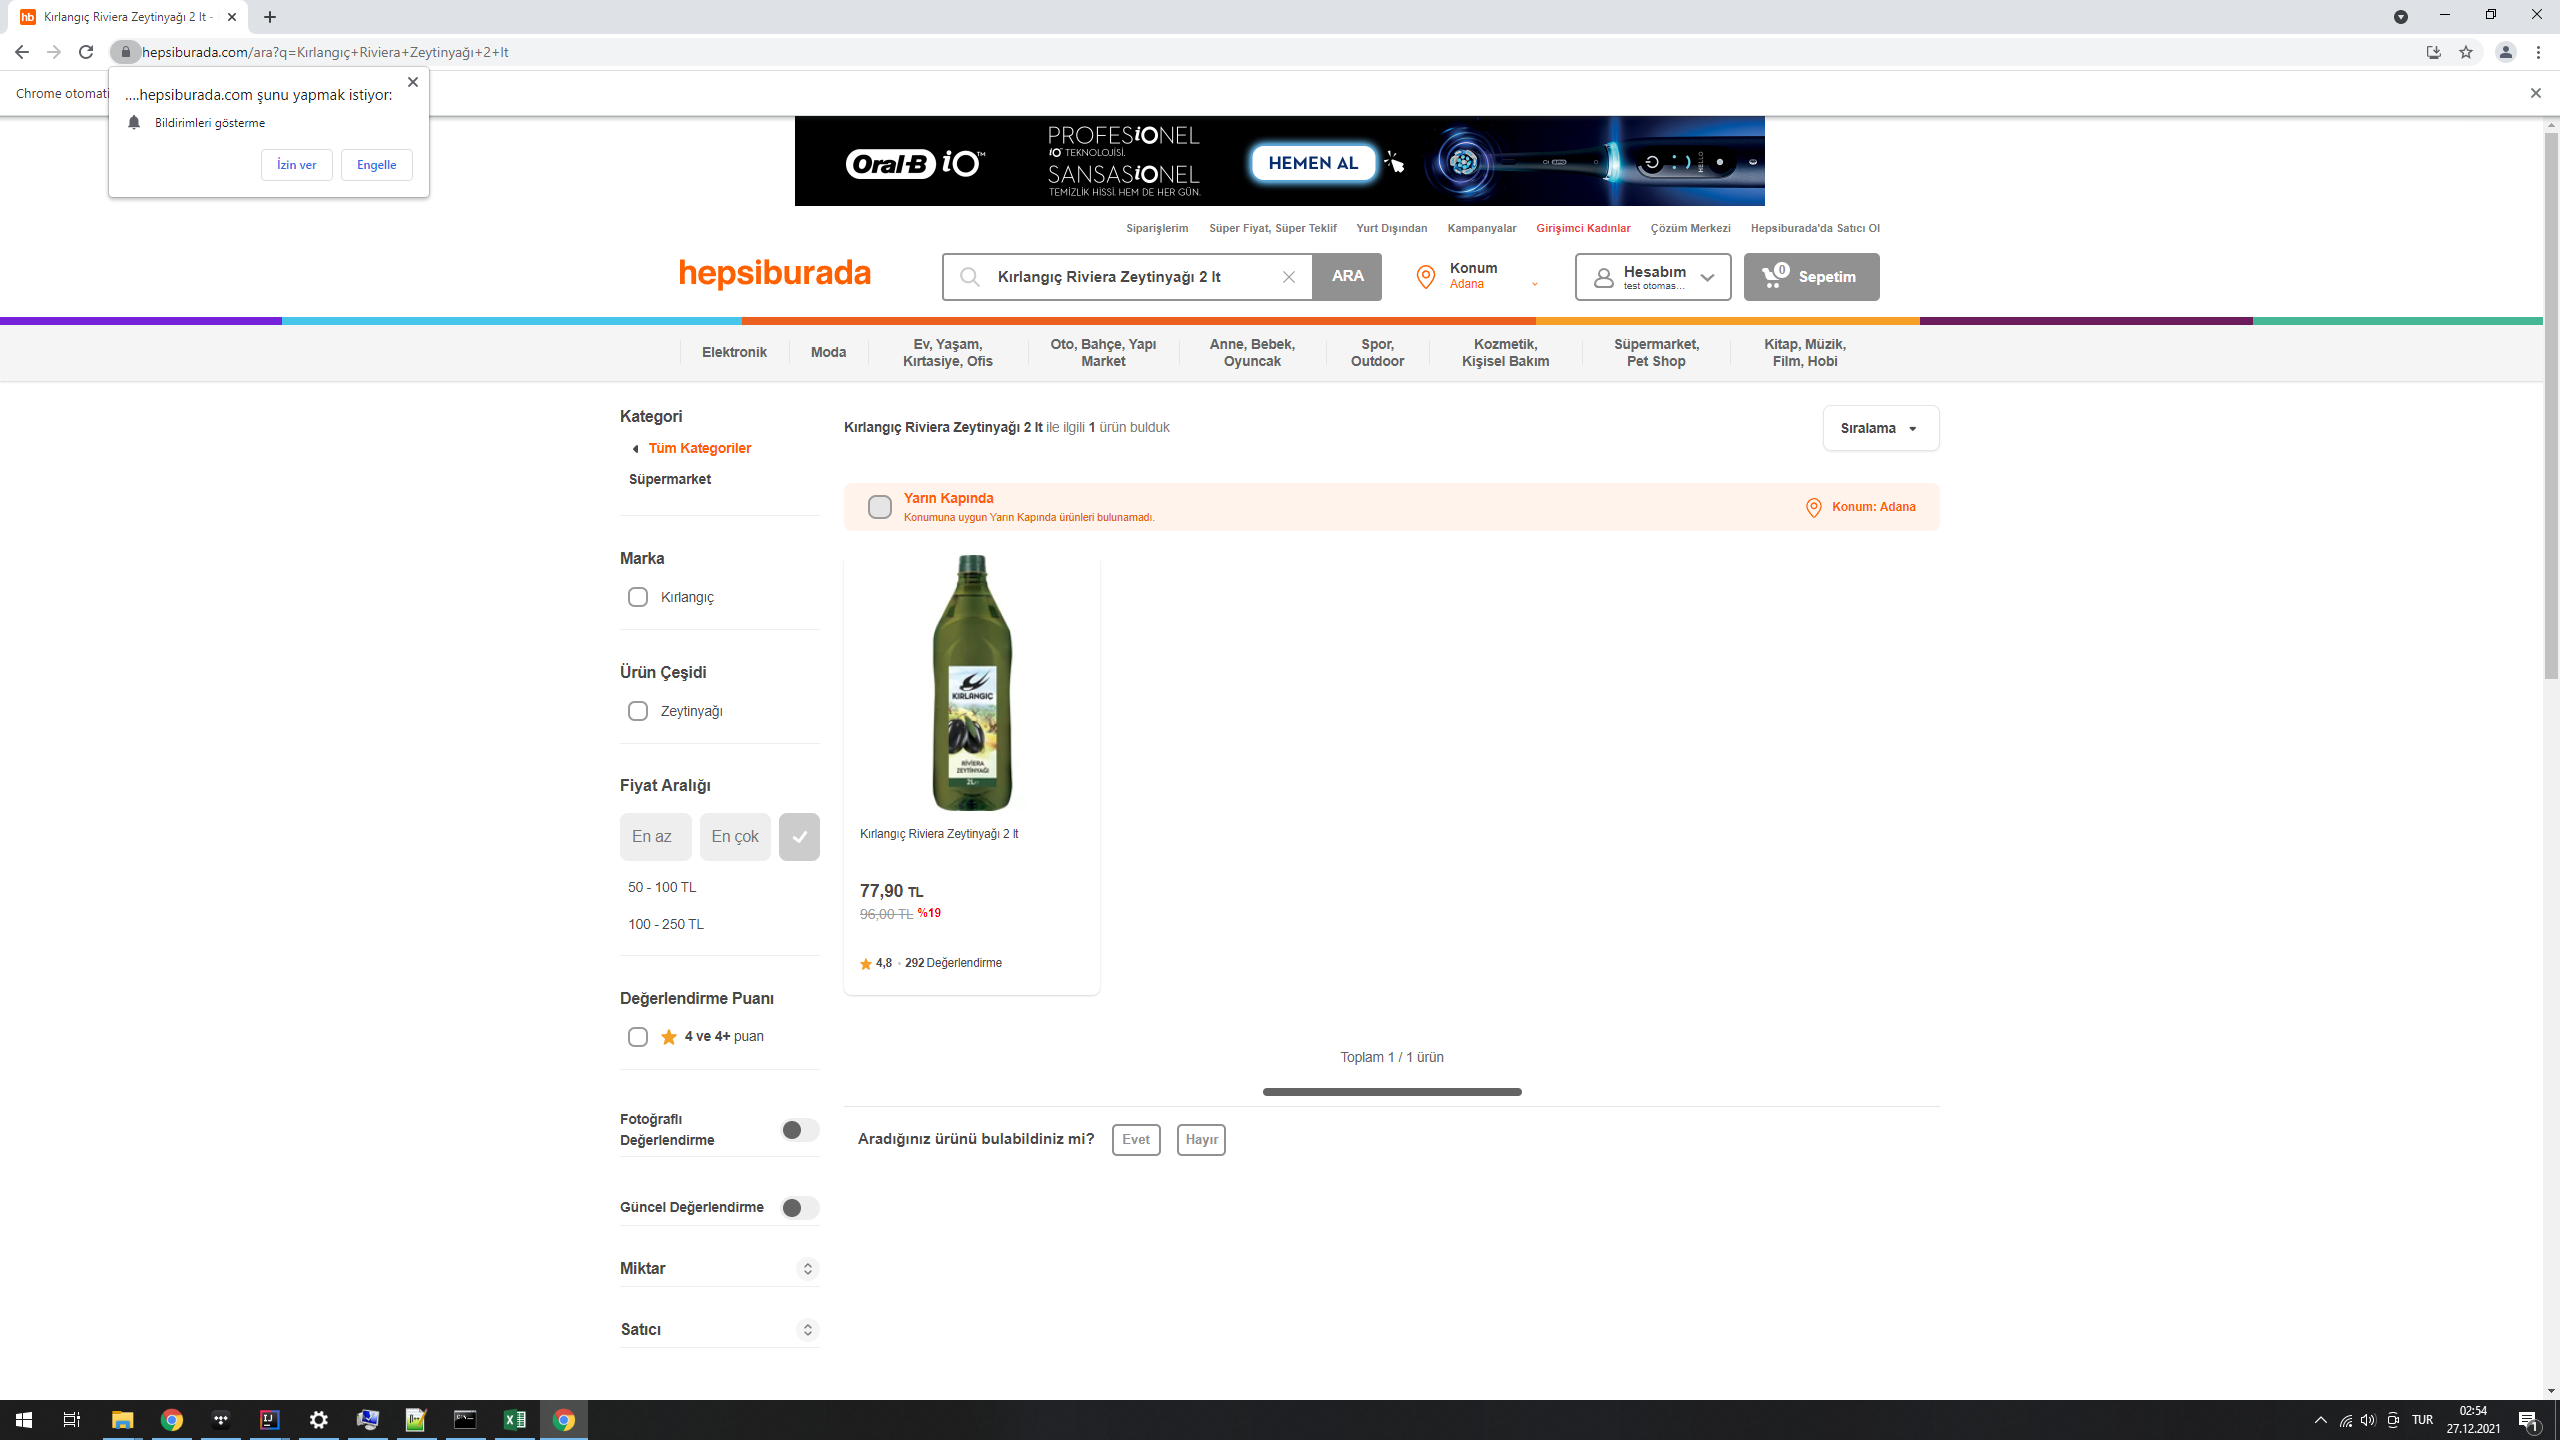 Kırlangıç Riviera Zeytinyağı 2 lt -
hepsiburada.com/ara?q=Kırlangıç+Riviera+Zeytinyağı+2+lt
Chrome otomati
....hepsiburada.com şunu yapmak istiyor:
Bildirimleri gösterme
İzin ver
Engelle
Oral-B iO™
PROFESiONEL
iO TEKNOLOJİSİ.
SANSASiONEL
TEMİZLİK HİSSİ. HEM DE HER GÜN.
HEMEN AL
Siparişlerim
Süper Fiyat, Süper Teklif
Yurt Dışından
Kampanyalar
Girişimci Kadınlar
Çözüm Merkezi
Hepsiburada'da Satıcı Ol
hepsiburada
Kırlangıç Riviera Zeytinyağı 2 lt
ARA
Konum
Adana
Hesabım
test otomas...
0
Sepetim
Elektronik
Moda
Ev, Yaşam,
Kırtasiye, Ofis
Oto, Bahçe, Yapı
Market
Anne, Bebek,
Oyuncak
Spor,
Outdoor
Kozmetik,
Kişisel Bakım
Süpermarket,
Pet Shop
Kitap, Müzik,
Film, Hobi
Kategori
Tüm Kategoriler
Süpermarket
Marka
Kırlangıç
Ürün Çeşidi
Zeytinyağı
Fiyat Aralığı
En az
En çok
50 - 100 TL
100 - 250 TL
Değerlendirme Puanı
4 ve 4+ puan
Fotoğraflı
Değerlendirme
Güncel Değerlendirme
Miktar
Satıcı
Kırlangıç Riviera Zeytinyağı 2 lt ile ilgili 1 ürün bulduk
Sıralama
Yarın Kapında
Konumuna uygun Yarın Kapında ürünleri bulunamadı.
Konum: Adana
KIRLANGIÇ
RİVİERA
ZEYTİNYAĞI
2L
Kırlangıç Riviera Zeytinyağı 2 lt
77,90 TL
96,00 TL %19
4,8 • 292 Değerlendirme
Toplam 1 / 1 ürün
Aradığınız ürünü bulabildiniz mi?
Evet
Hayır
TUR
02:54
27.12.2021
1